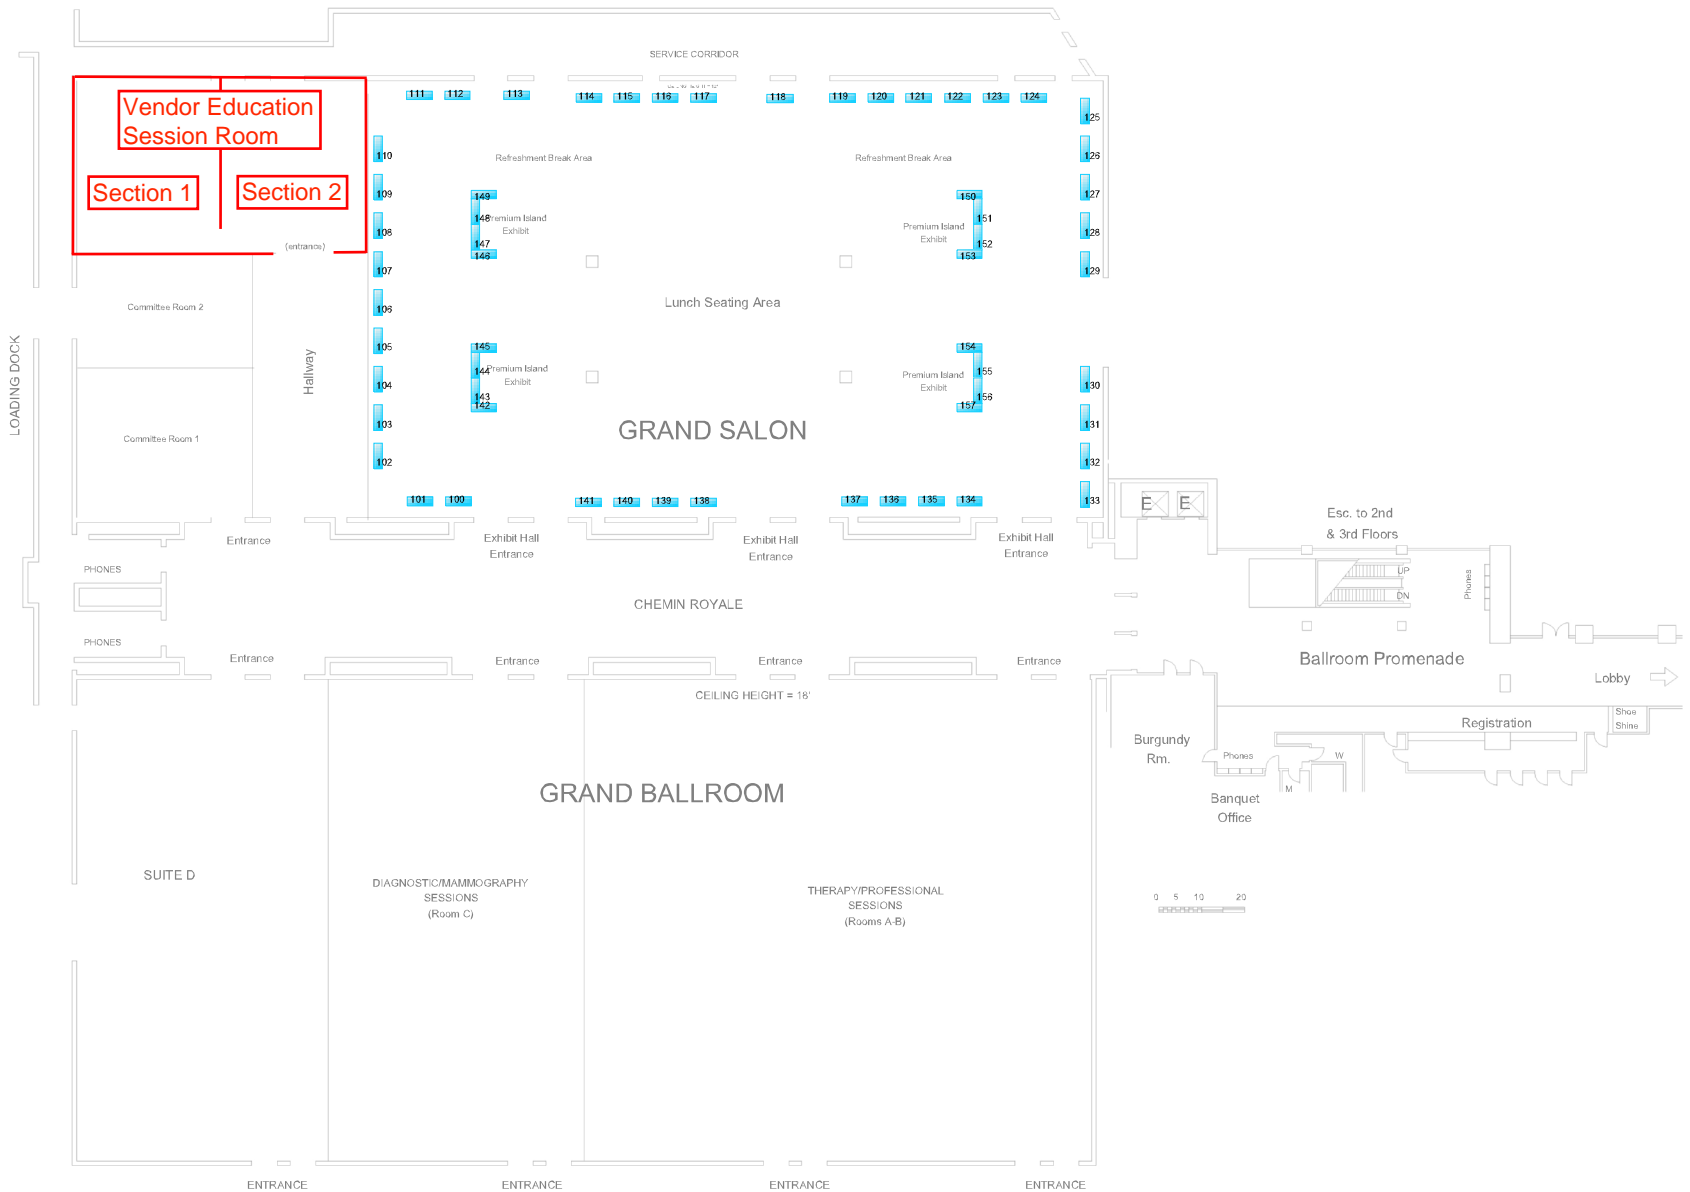 SERVICE CORRIDOR
111
112
113
114
115
116
117
118
119
120
121
122
123
124
Vendor Education
Session Room
Section 1
Section 2
(entrance)
125
126
127
128
129
110
109
108
107
106
105
104
103
102
Refreshment Break Area
Refreshment Break Area
149
148
147
146
Premium Island
Exhibit
150
151
152
153
Premium Island
Exhibit
Lunch Seating Area
Committee Room 2
Committee Room 1
Hallway
LOADING DOCK
145
144
143
142
Premium Island
Exhibit
154
155
156
157
Premium Island
Exhibit
GRAND SALON
130
131
132
133
101
100
141
140
139
138
137
136
135
134
E
E
Esc. to 2nd
& 3rd Floors
UP
DN
Phones
Entrance
Exhibit Hall
Entrance
Exhibit Hall
Entrance
Exhibit Hall
Entrance
PHONES
CHEMIN ROYALE
PHONES
Entrance
Entrance
Entrance
Entrance
Ballroom Promenade
Lobby
CEILING HEIGHT = 18'
Shoe
Shine
Registration
Burgundy
Rm.
Phones
W
M
Banquet
Office
GRAND BALLROOM
SUITE D
DIAGNOSTIC/MAMMOGRAPHY
SESSIONS
(Room C)
THERAPY/PROFESSIONAL
SESSIONS
(Rooms A-B)
0 5 10 20
ENTRANCE
ENTRANCE
ENTRANCE
ENTRANCE